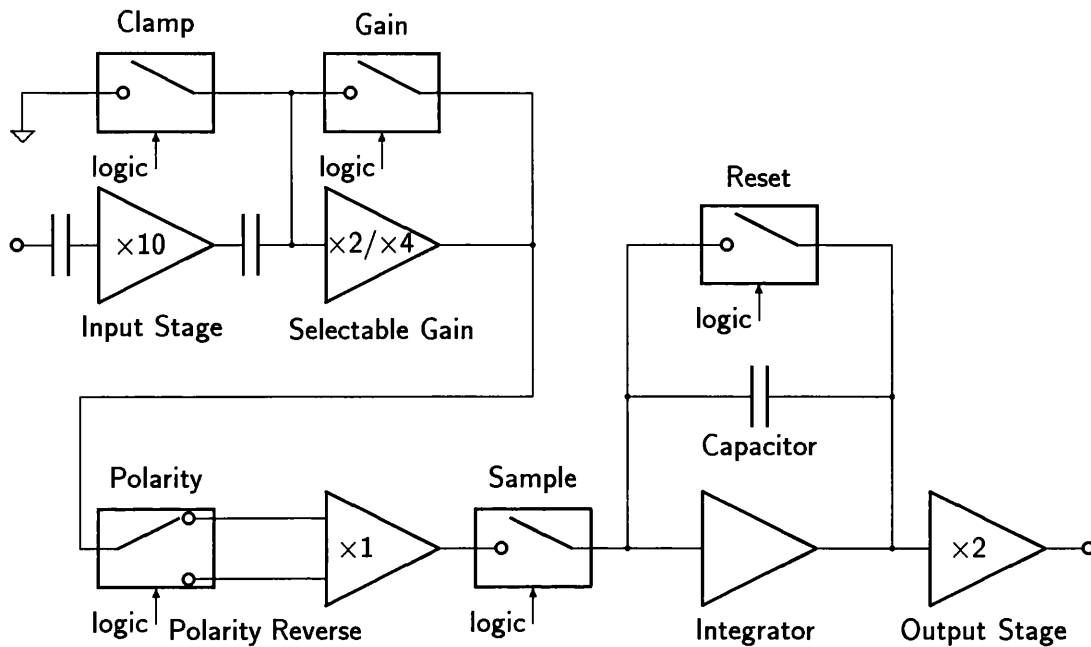 Clamp
Gain
logic
logic
×10
×2/×4
Input Stage
Selectable Gain
Reset
logic
Capacitor
Polarity
Sample
×1
×2
logic
Polarity Reverse
logic
Integrator
Output Stage